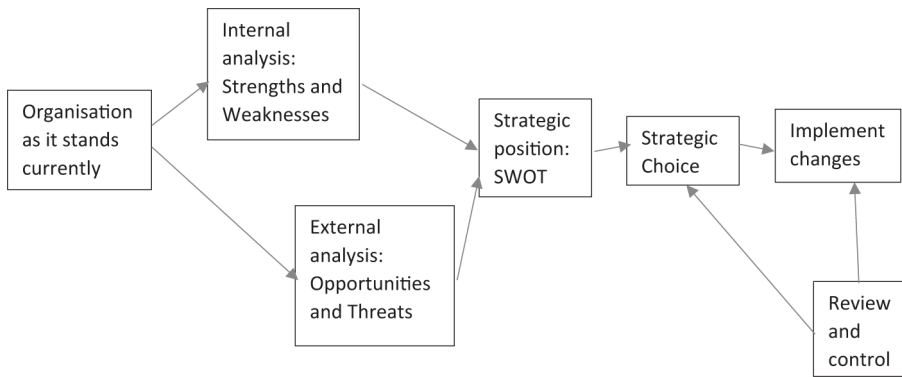 Organisation
as it stands
currently
Internal
analysis:
Strengths and
Weaknesses
External
analysis:
Opportunities
and Threats
Strategic
position:
SWOT
Strategic
Choice
Implement
changes
Review
and
control